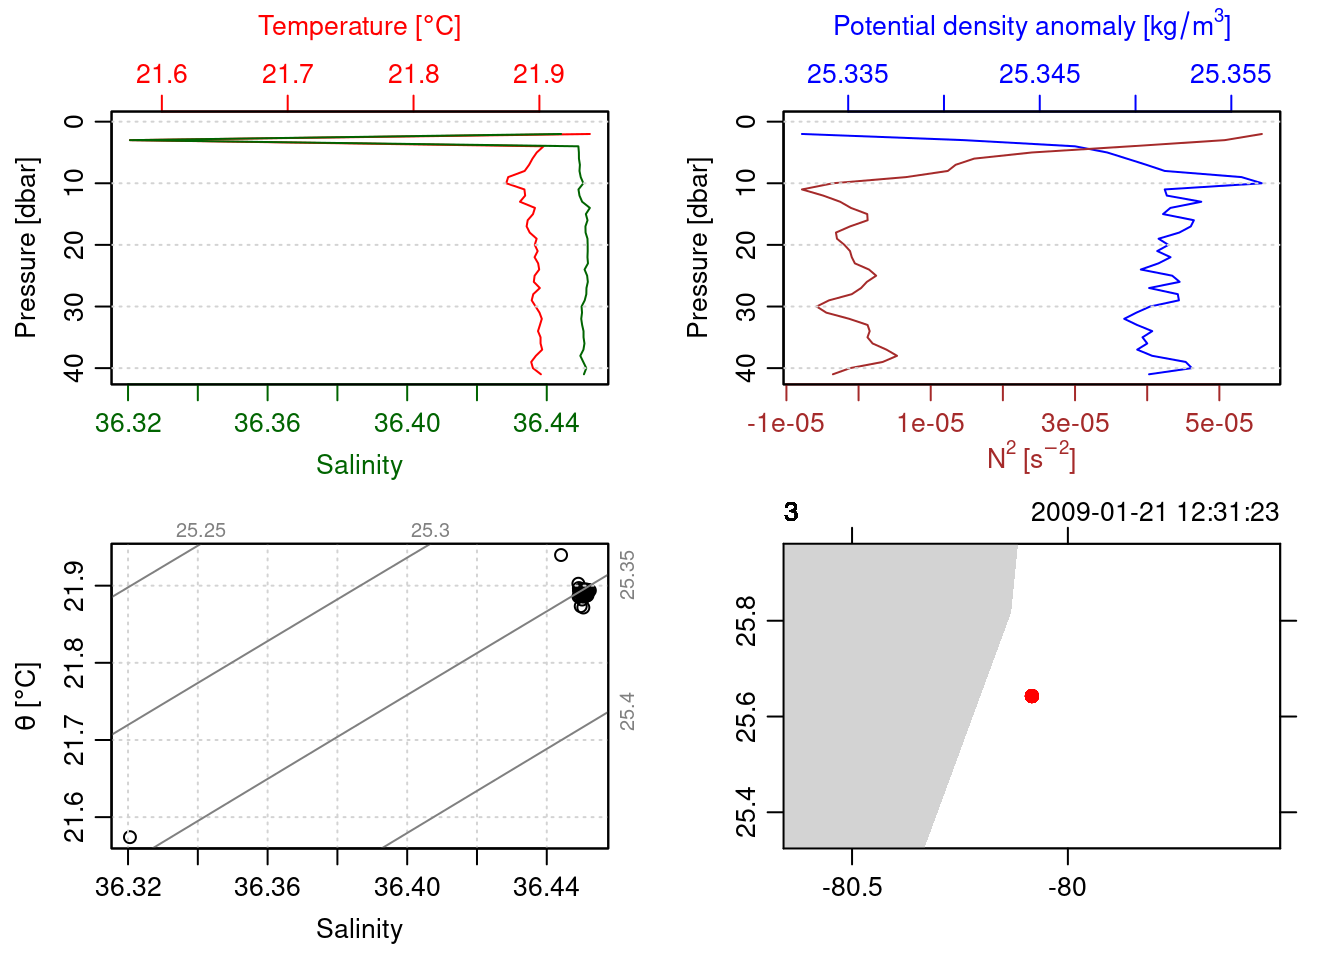 Temperature [°C]
21.6 21.7 21.8 21.9
0 10 20 30 40
Pressure [dbar]
36.32 36.36 36.40 36.44
Salinity
Potential density anomaly [kg/m³]
25.335 25.345 25.355
0 10 20 30 40
Pressure [dbar]
-1e-05 1e-05 3e-05 5e-05
N² [s⁻²]
25.25 25.3
25.35
25.4
21.6 21.7 21.8 21.9
θ [°C]
36.32 36.36 36.40 36.44
Salinity
3 2009-01-21 12:31:23
25.4 25.6 25.8
-80.5 -80